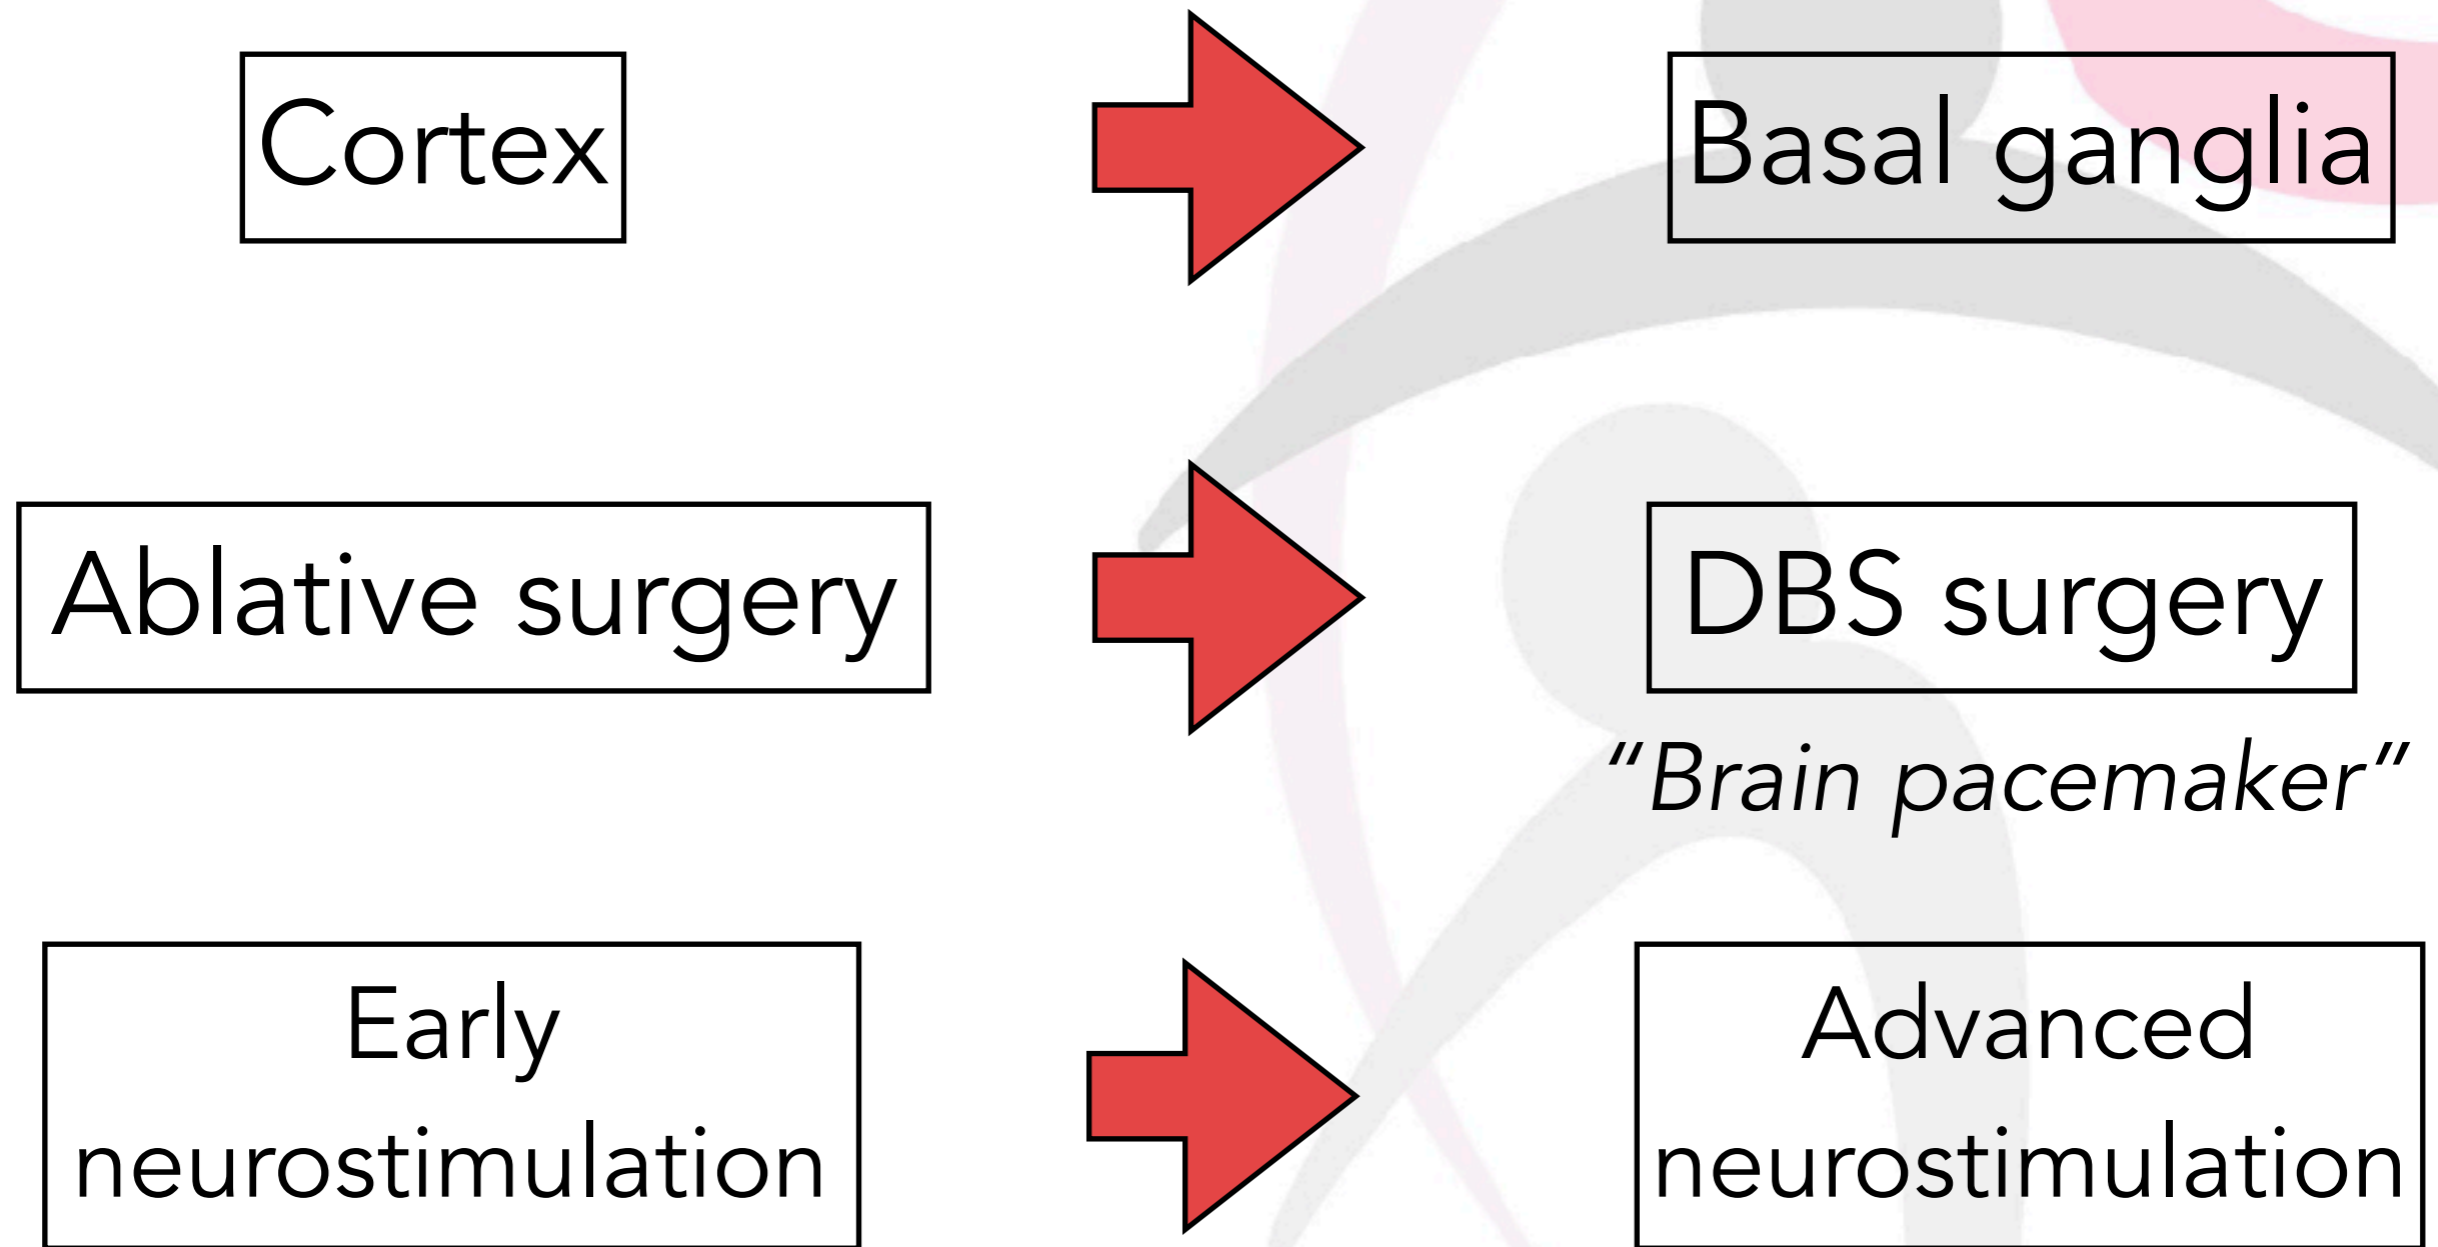 Cortex
Basal ganglia
Ablative surgery
DBS surgery
“Brain pacemaker”
Early
neurostimulation
Advanced
neurostimulation